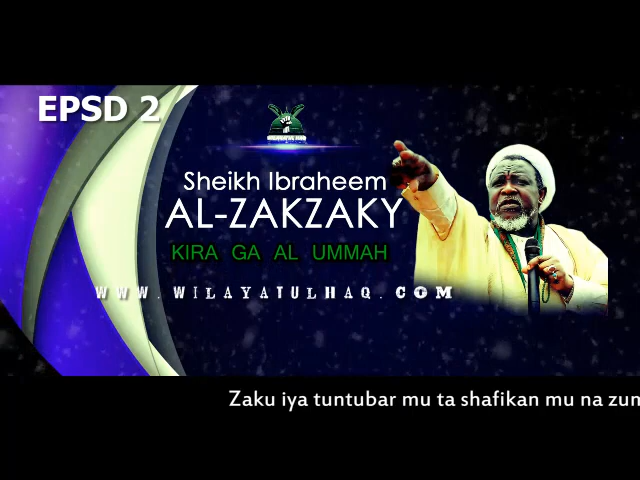 EPSD 2
Sheikh Ibraheem
AL-ZAKZAKY
KIRA GA AL UMMAH
WWW.WILAYATULHAQ.COM
Zaku iya tuntubar mu ta shafikan mu na zum